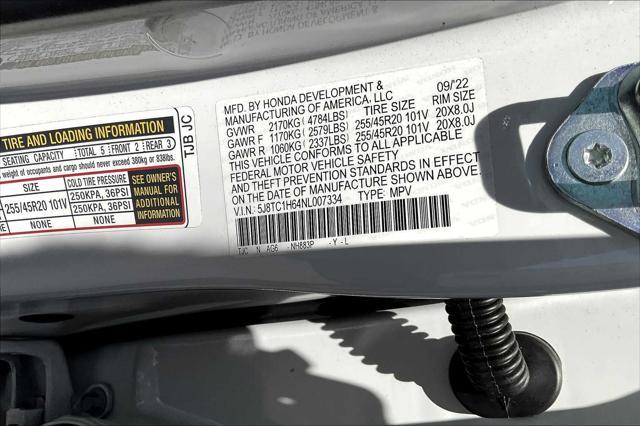 & HONDA DEVELOPMENT &
MFD. BY HONDA DEVELOPMENT & 09/22
MANUFACTURING OF AMERICA, LLC
TIRE SIZE RIM SIZE
GVWR 2170KG ( 4784LBS)
GAWR F 1170KG (2579LBS) 255/45R20 101V 20X8.0J
GAWR R 1060KG (2337LBS) 255/45R20 101V 20X8.0J
THIS VEHICLE CONFORMS TO ALL APPLICABLE
FEDERAL MOTOR VEHICLE SAFETY
AND THEFT PREVENTION STANDARDS IN EFFECT
ON THE DATE OF MANUFACTURE SHOWN ABOVE.
V.I.N.: 5J8TC1H64NL007334 TYPE: MPV
TJC N AG6 -NH883P -Y - L
TIRE AND LOADING INFORMATION
SEATING CAPACITY TOTAL 5 FRONT 2 REAR 3
weight of occupants and cargo should never exceed 380kg or 838lbs.
SIZE COLD TIRE PRESSURE
255/45R20 101V 250KPA, 36PSI
250KPA, 36PSI
NONE NONE
SEE OWNER'S
MANUAL FOR
ADDITIONAL
INFORMATION
TJB JC